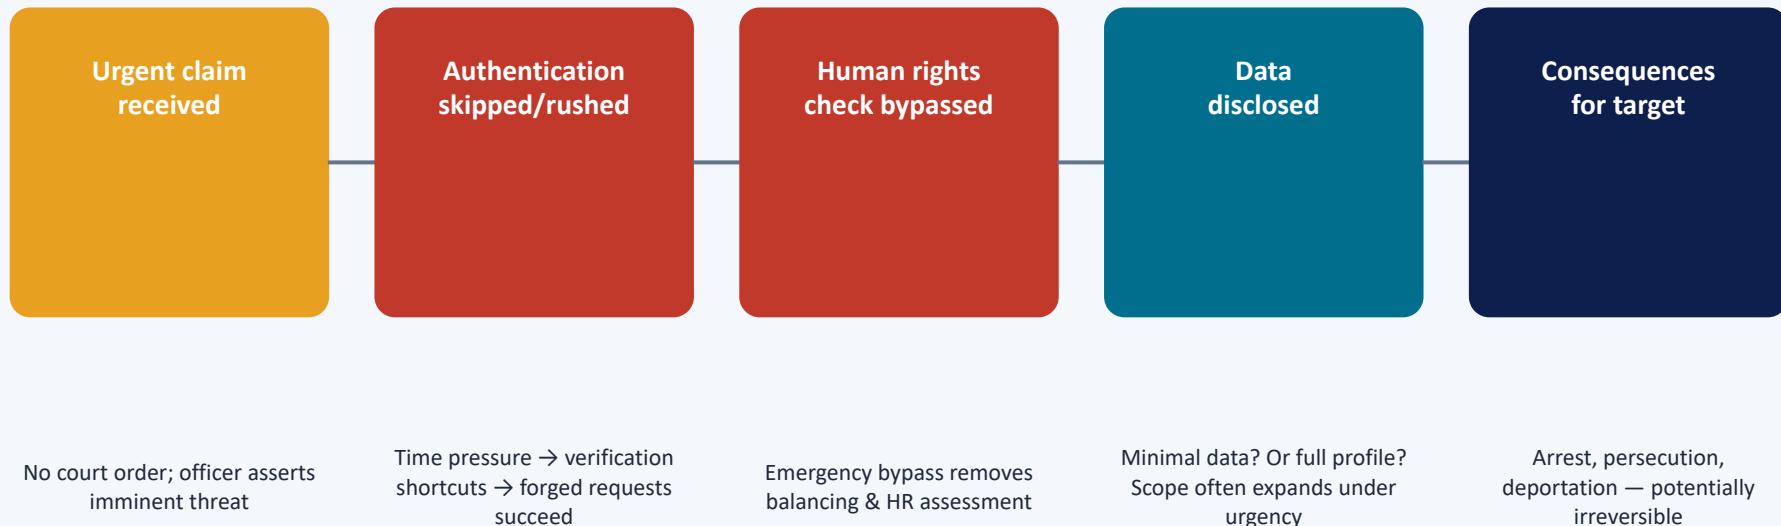 Urgent claim
received
Authentication
skipped/rushed
Human rights
check bypassed
Data
disclosed
Consequences
for target
No court order; officer asserts
imminent threat
Time pressure → verification
shortcuts → forged requests
succeed
Emergency bypass removes
balancing & HR assessment
Minimal data? Or full profile?
Scope often expands under
urgency
Arrest, persecution,
deportation — potentially
irreversible